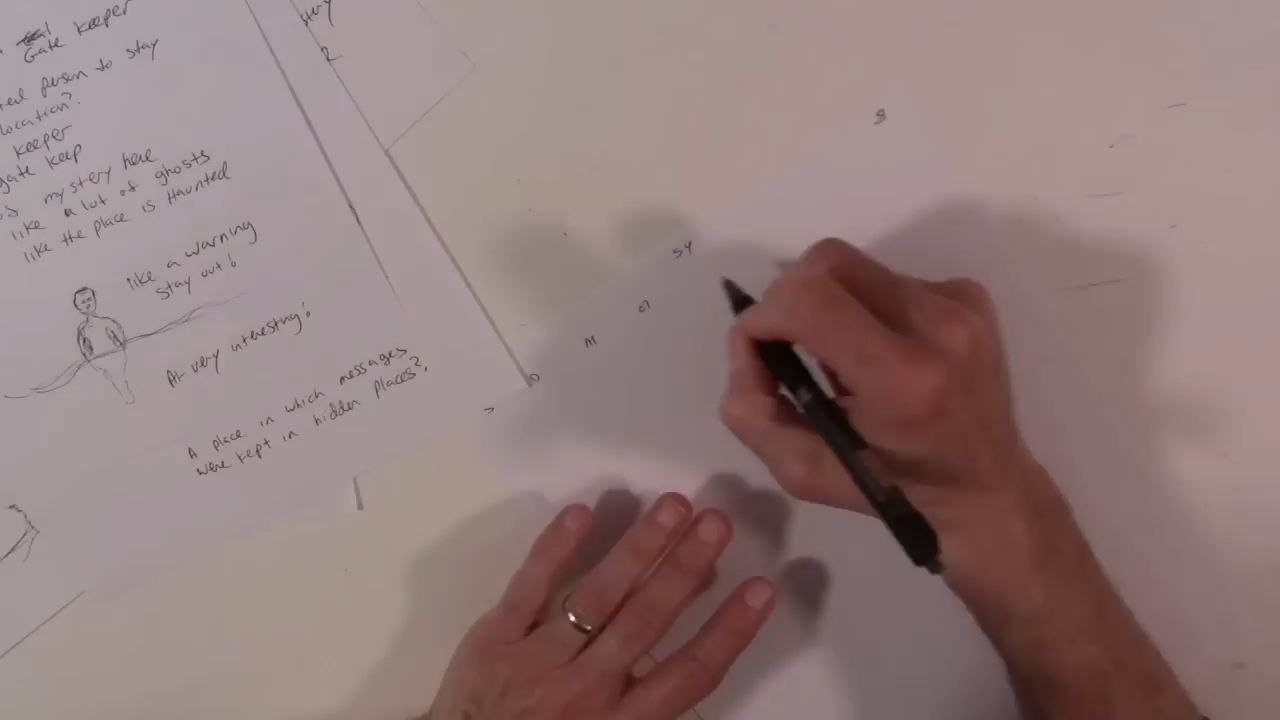 Gate Keeper
person to stay
location?
keeper
gate keep
mystery here
like a lot of ghosts
like the place is Haunted
like a warning
stay out!
very interesting!
A place in which messages
were kept in hidden places?
2
S
SY
M